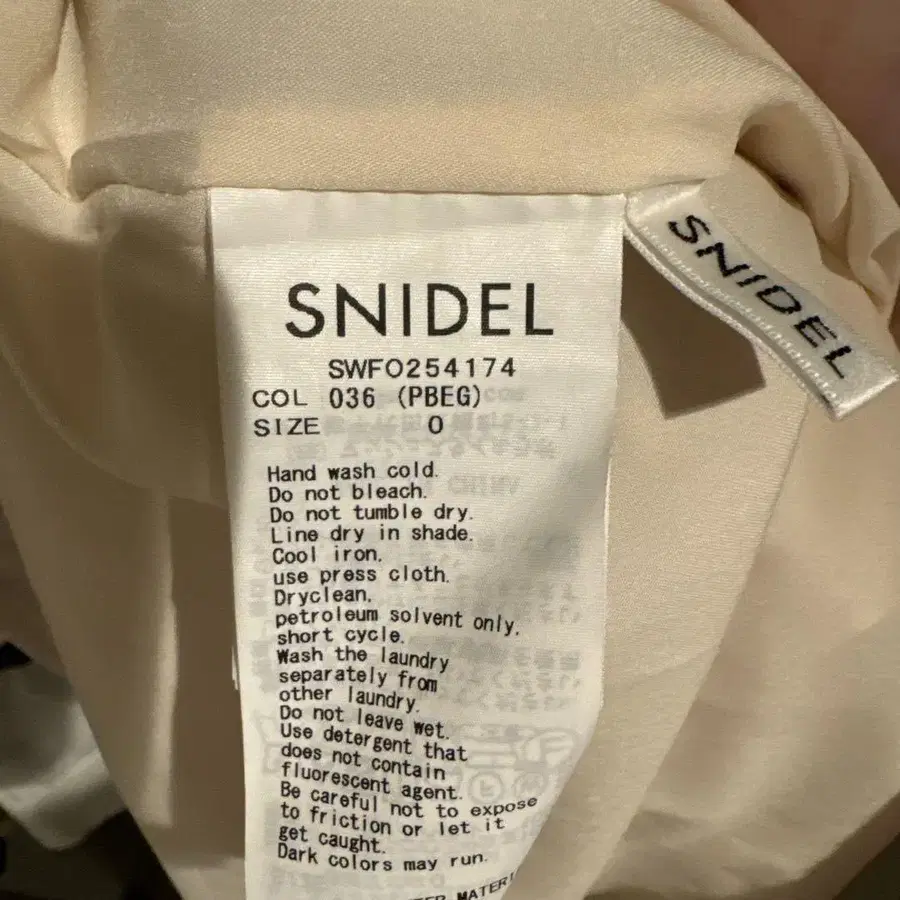 SNIDEL
SWFO254174
COL 036 (PBEG)
SIZE 0
Hand wash cold.
Do not bleach.
Do not tumble dry.
Line dry in shade.
Cool iron.
use press cloth.
Dryclean.
petroleum solvent only.
short cycle.
Wash the laundry
separately from
other laundry.
Do not leave wet.
Use detergent that
does not contain
fluorescent agent.
Be careful not to expose
to friction or let it
get caught.
Dark colors may run.
SNIDEL